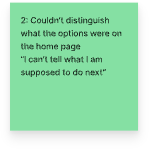 2: Couldn't distinguish
what the options were on
the home page
"I can't tell what I am
supposed to do next"